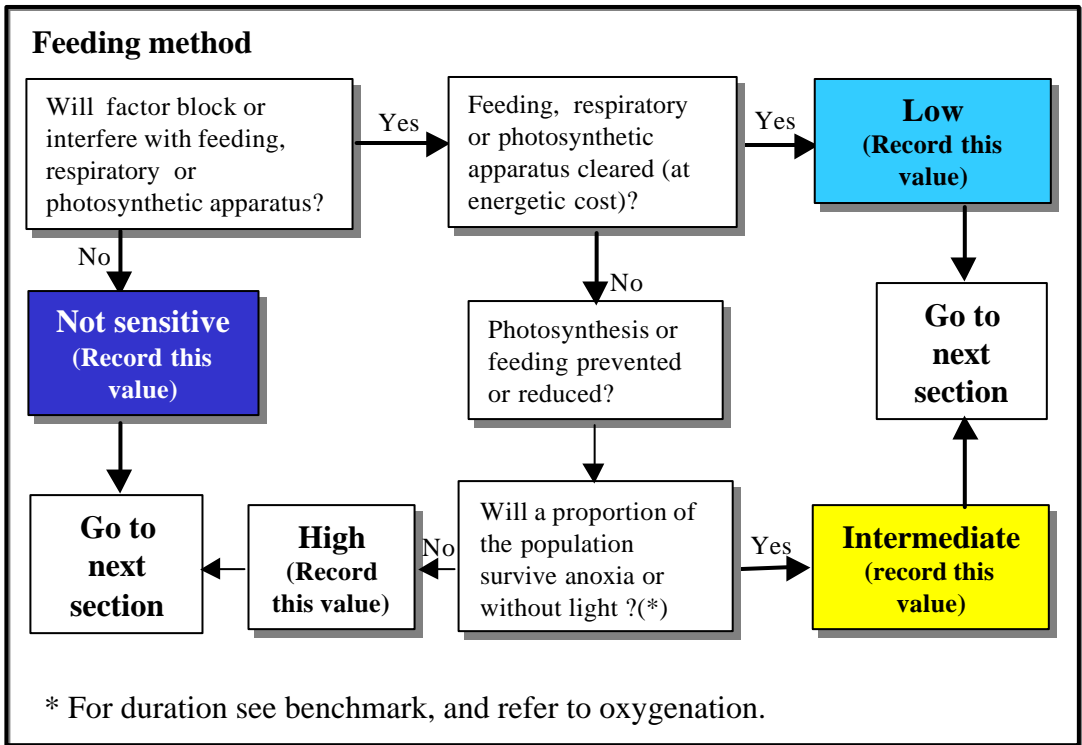 Feeding method
Will factor block or
interfere with feeding,
respiratory or
photosynthetic apparatus?
Yes
Feeding, respiratory
or photosynthetic
apparatus cleared (at
energetic cost)?
Yes
Low
(Record this
value)
No
No
Not sensitive
(Record this
value)
Photosynthesis or
feeding prevented
or reduced?
Go to
next
section
Go to
next
section
High
(Record
this value)
No
Will a proportion of
the population
survive anoxia or
without light ?(*)
Yes
Intermediate
(record this
value)
* For duration see benchmark, and refer to oxygenation.